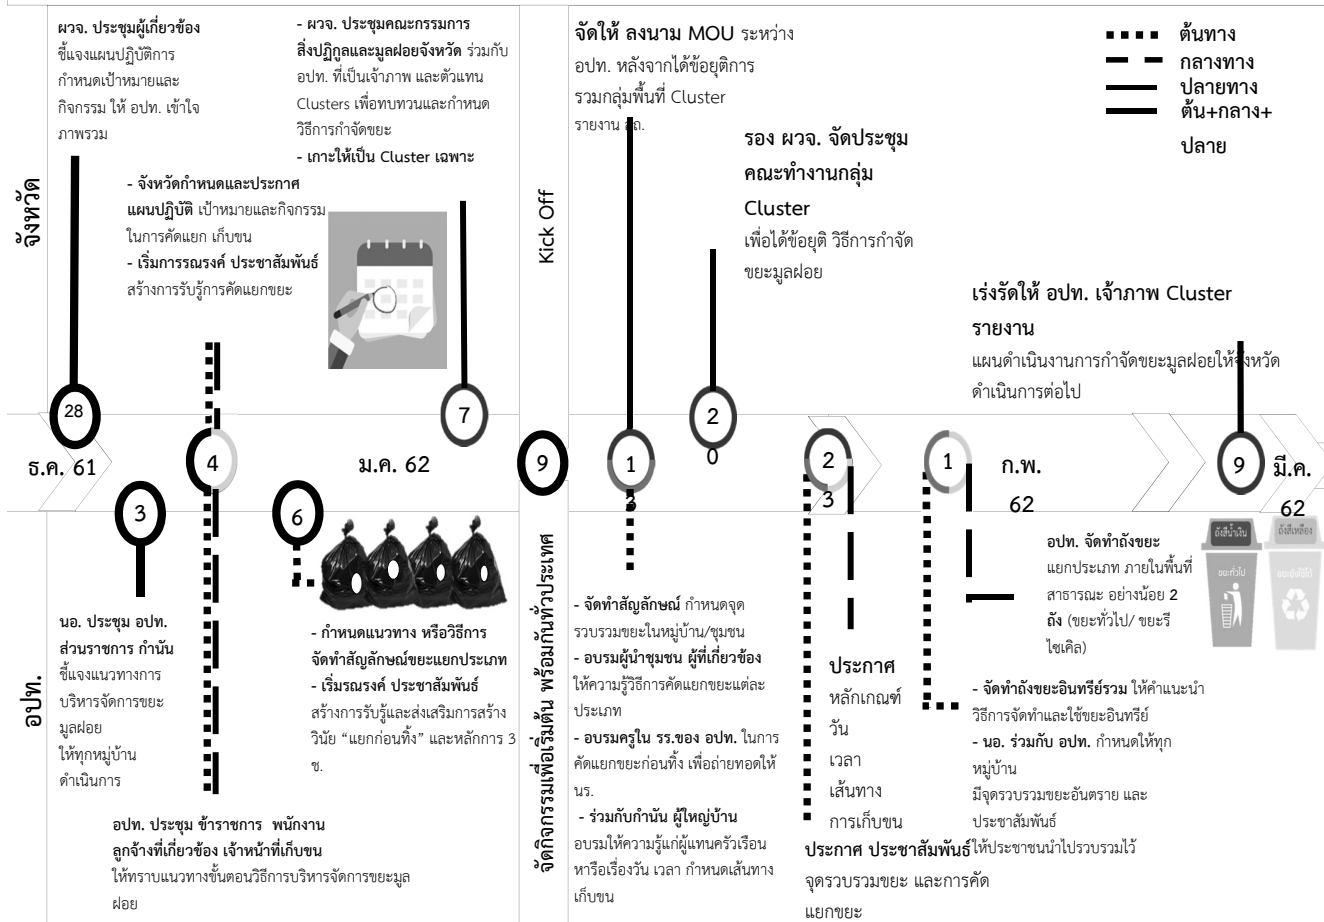 ผวจ. ประชุมผู้เกี่ยวข้อง
ชี้แจงแผนปฏิบัติการ
กำหนดเป้าหมายและ
กิจกรรม ให้ อปท. เข้าใจ
ภาพรวม
- ผวจ. ประชุมคณะกรรมการ
สิ่งปฏิกูลและมูลฝอยจังหวัด ร่วมกับ
อปท. ที่เป็นเจ้าภาพ และตัวแทน
Clusters เพื่อทบทวนและกำหนด
วิธีการกำจัดขยะ
- เกาะให้เป็น Cluster เฉพาะ
จัดให้ ลงนาม MOU ระหว่าง
อปท. หลังจากได้ข้อยุติการ
รวมกลุ่มพื้นที่ Cluster
รายงาน สถ.
ต้นทาง
กลางทาง
ปลายทาง
ต้น+กลาง+
ปลาย
รอง ผวจ. จัดประชุม
คณะทำงานกลุ่ม
Cluster
เพื่อได้ข้อยุติ วิธีการกำจัด
ขยะมูลฝอย
จังหวัด
- จังหวัดกำหนดและประกาศ
แผนปฏิบัติ เป้าหมายและกิจกรรม
ในการคัดแยก เก็บขน
- เริ่มการรณรงค์ ประชาสัมพันธ์
สร้างการรับรู้การคัดแยกขยะ
Kick Off
เร่งรัดให้ อปท. เจ้าภาพ Cluster
รายงาน
แผนดำเนินงานการกำจัดขยะมูลฝอยให้จังหวัด
ดำเนินการต่อไป
28
7
2
0
ธ.ค. 61
4
ม.ค. 62
9
1
3
2
3
1
ก.พ.
62
9
มี.ค.
62
3
6
อปท.
นอ. ประชุม อปท.
ส่วนราชการ กำนัน
ชี้แจงแนวทางการ
บริหารจัดการขยะ
มูลฝอย
ให้ทุกหมู่บ้าน
ดำเนินการ
- กำหนดแนวทาง หรือวิธีการ
จัดทำสัญลักษณ์ขยะแยกประเภท
- เริ่มรณรงค์ ประชาสัมพันธ์
สร้างการรับรู้และส่งเสริมการสร้าง
วินัย “แยกก่อนทิ้ง” และหลักการ 3
ช.
อปท. ประชุม ข้าราชการ พนักงาน
ลูกจ้างที่เกี่ยวข้อง เจ้าหน้าที่เก็บขน
ให้ทราบแนวทางขั้นตอนวิธีการบริหารจัดการขยะมูล
ฝอย
จัดกิจกรรมเพื่อเริ่มต้น พร้อมกันทั่วประเทศ
- จัดทำสัญลักษณ์ กำหนดจุด
รวบรวมขยะในหมู่บ้าน/ชุมชน
- อบรมผู้นำชุมชน ผู้ที่เกี่ยวข้อง
ให้ความรู้วิธีการคัดแยกขยะแต่ละ
ประเภท
- อบรมครูใน รร.ของ อปท. ในการ
คัดแยกขยะก่อนทิ้ง เพื่อถ่ายทอดให้
นร.
- ร่วมกับกำนัน ผู้ใหญ่บ้าน
อบรมให้ความรู้แก่ผู้แทนครัวเรือน
หารือเรื่องวัน เวลา กำหนดเส้นทาง
เก็บขน
ประกาศ
หลักเกณฑ์
วัน
เวลา
เส้นทาง
การเก็บขน
ประกาศ ประชาสัมพันธ์
จุดรวบรวมขยะ และการคัด
แยกขยะ
อปท. จัดทำถังขยะ
แยกประเภท ภายในพื้นที่
สาธารณะ อย่างน้อย 2
ถัง (ขยะทั่วไป/ ขยะรี
ไซเคิล)
ถังสีน้ำเงิน
ถังสีเหลือง
ขยะทั่วไป
ขยะยังใช้ได้
- จัดทำถังขยะอินทรีย์รวม ให้คำแนะนำ
วิธีการจัดทำและใช้ขยะอินทรีย์
- นอ. ร่วมกับ อปท. กำหนดให้ทุก
หมู่บ้าน
มีจุดรวบรวมขยะอันตราย และ
ประชาสัมพันธ์
ให้ประชาชนนำไปรวบรวมไว้